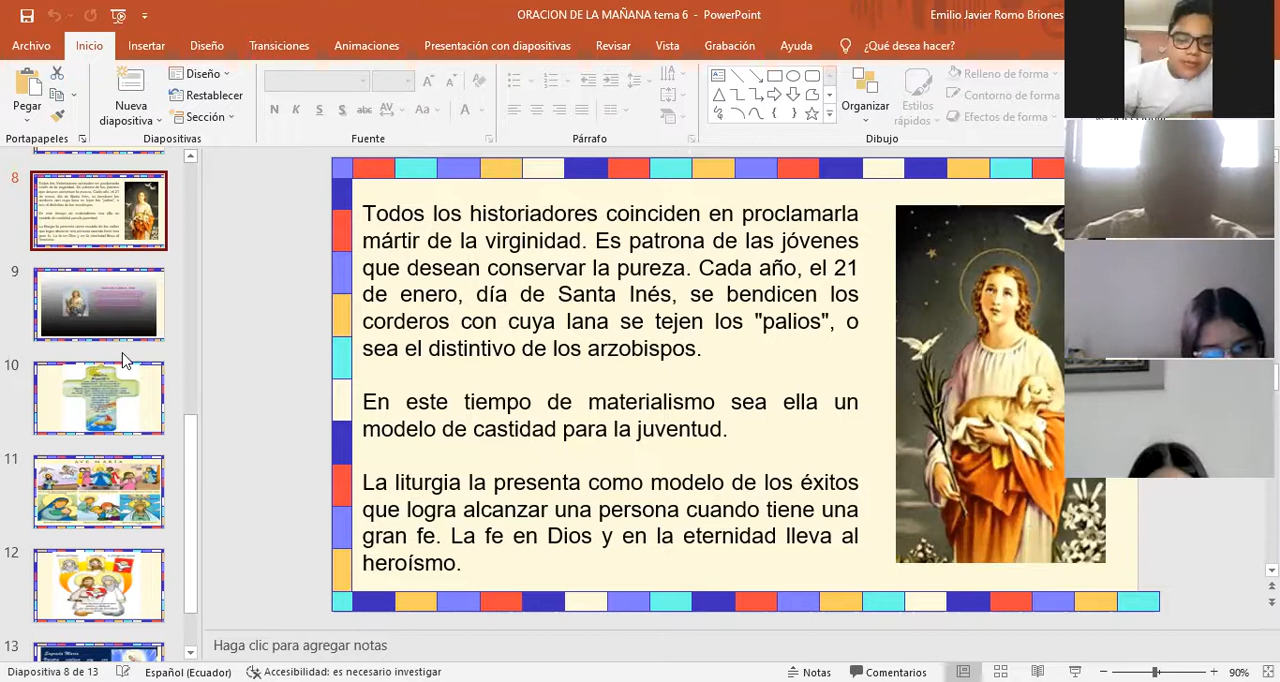 ORACION DE LA MAÑANA tema 6 - PowerPoint
Emilio Javier Romo Briones
Archivo Inicio Insertar Diseño Transiciones Animaciones Presentación con diapositivas Revisar Vista Grabación Ayuda ¿Qué desea hacer?
Pegar
Nueva diapositiva
Diseño
Restablecer
Sección
Organizar
Estilos rápidos
Relleno de forma
Contorno de forma
Efectos de forma
Portapapeles Diapositivas Fuente Párrafo Dibujo
8
9
10
11
12
13
Todos los historiadores coinciden en proclamarla
mártir de la virginidad. Es patrona de las jóvenes
que desean conservar la pureza. Cada año, el 21
de enero, día de Santa Inés, se bendicen los
corderos con cuya lana se tejen los "palios", o
sea el distintivo de los arzobispos.
En este tiempo de materialismo sea ella un
modelo de castidad para la juventud.
La liturgia la presenta como modelo de los éxitos
que logra alcanzar una persona cuando tiene una
gran fe. La fe en Dios y en la eternidad lleva al
heroísmo.
Haga clic para agregar notas
Diapositiva 8 de 13 Español (Ecuador) Accesibilidad: es necesario investigar Notas Comentarios 90%